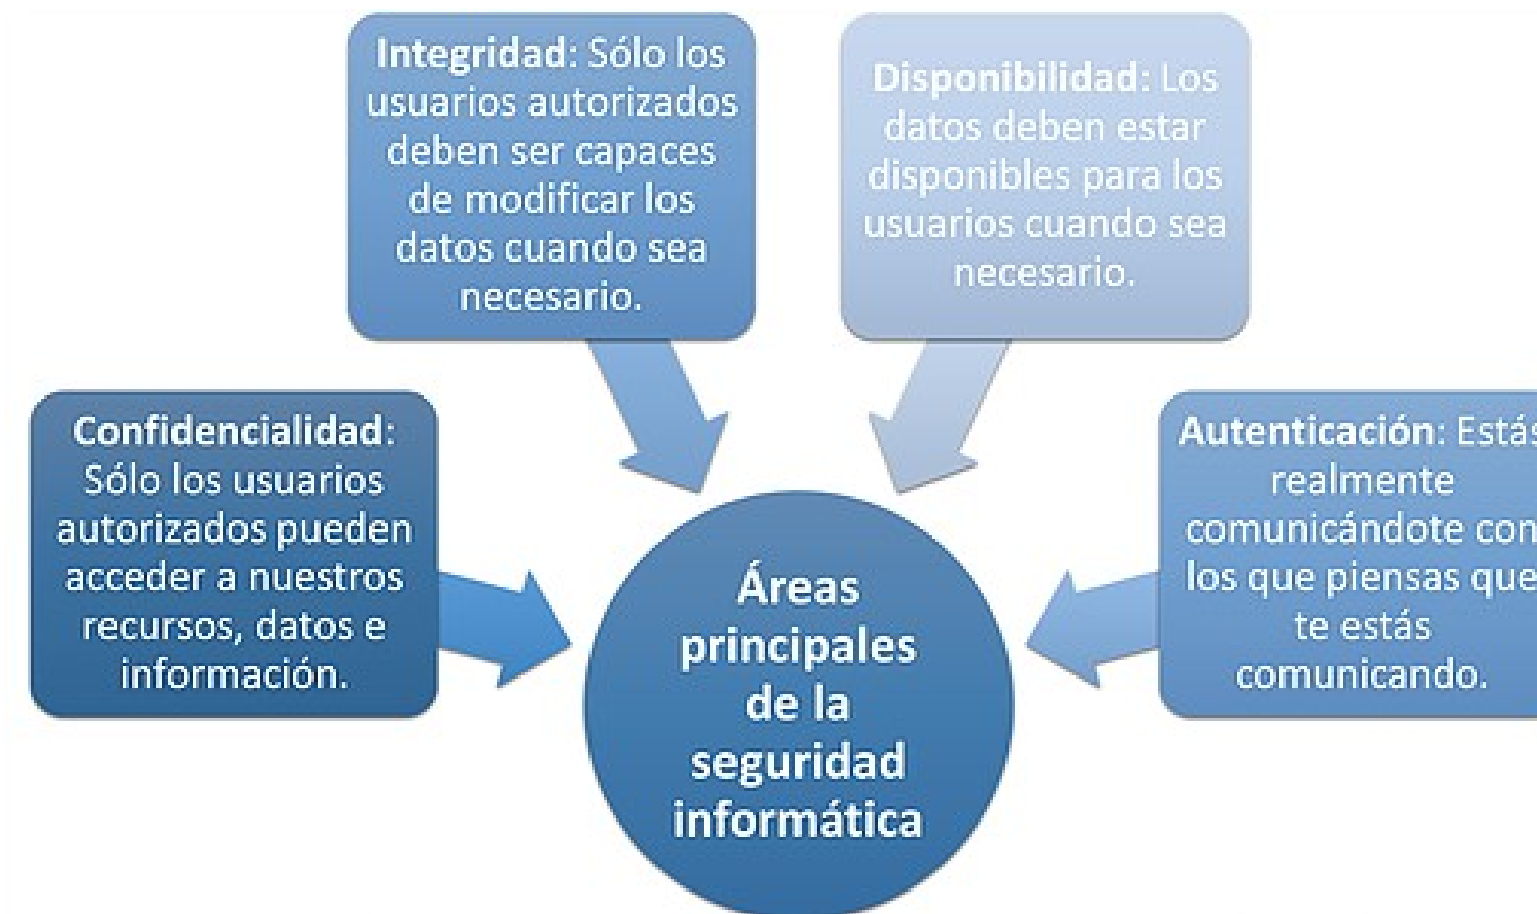 Integridad: Sólo los
usuarios autorizados
deben ser capaces
de modificar los
datos cuando sea
necesario.
Disponibilidad: Los
datos deben estar
disponibles para los
usuarios cuando sea
necesario.
Confidencialidad:
Sólo los usuarios
autorizados pueden
acceder a nuestros
recursos, datos e
información.
Autenticación: Estás
realmente
comunicándote con
los que piensas que
te estás
comunicando.
Áreas
principales
de la
seguridad
informática